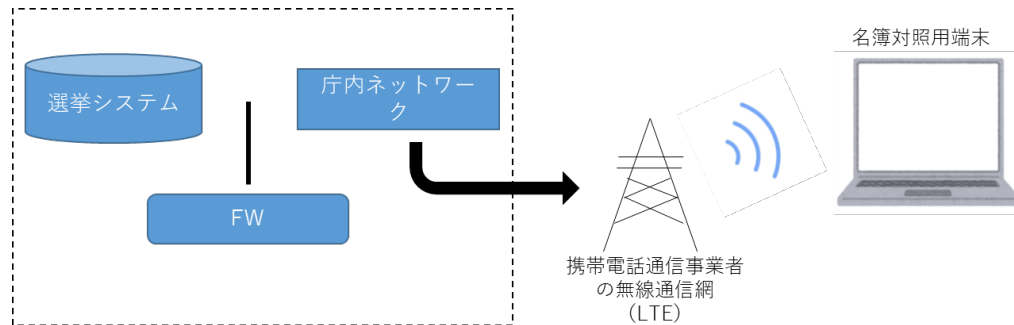 選挙システム
庁内ネットワー
ク
FW
名簿対照用端末
携帯電話通信事業者
の無線通信網
（LTE）